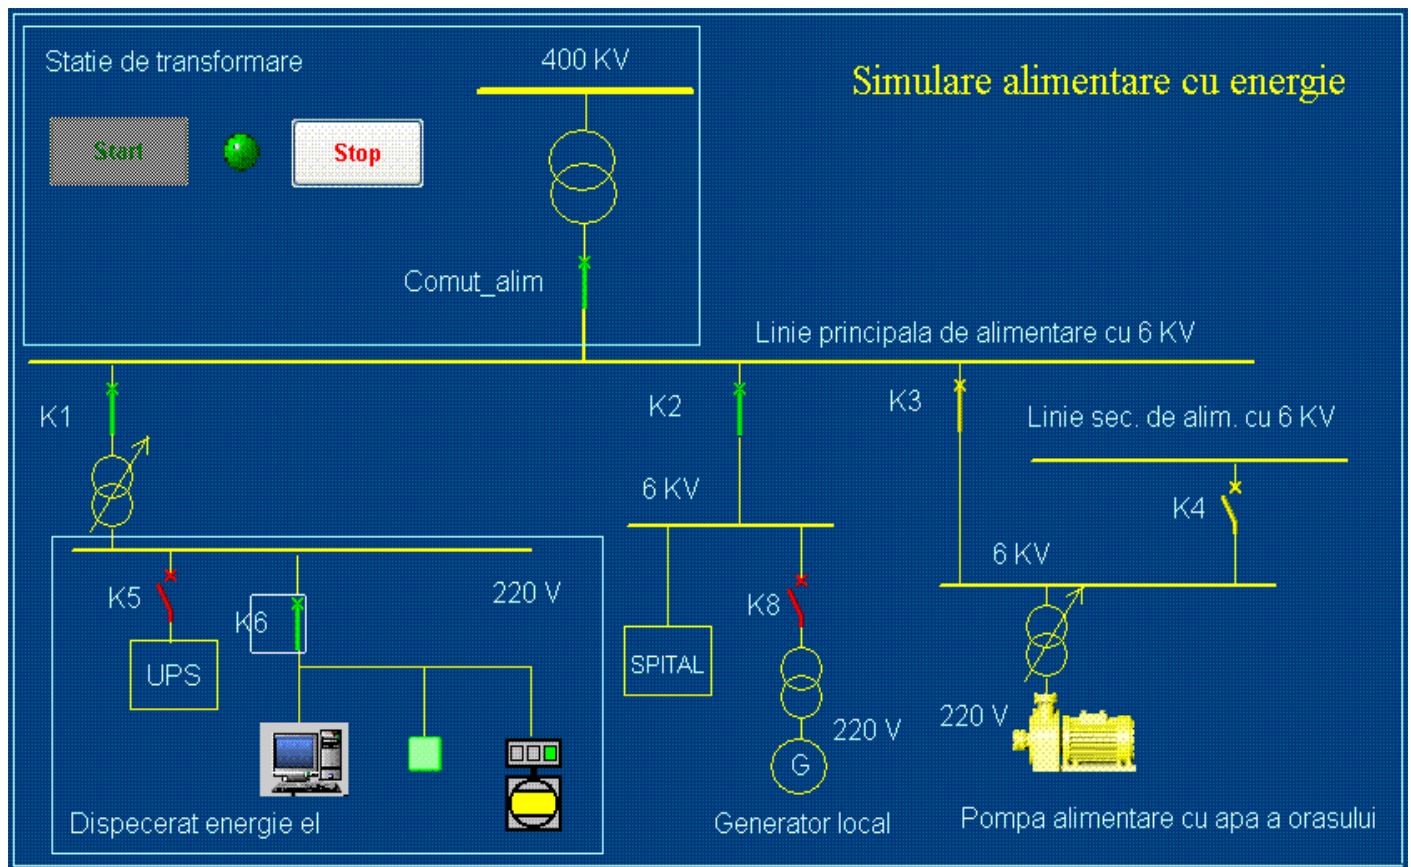 Statie de transformare
400 KV
Simulare alimentare cu energie
Start
Stop
Comut_alim
Linie principala de alimentare cu 6 KV
K1
K2
K3
Linie sec. de alim. cu 6 KV
6 KV
K4
6 KV
K5
K6
220 V
K8
UPS
SPITAL
220 V
220 V
G
Dispecerat energie el
Generator local
Pompa alimentare cu apa a orasului